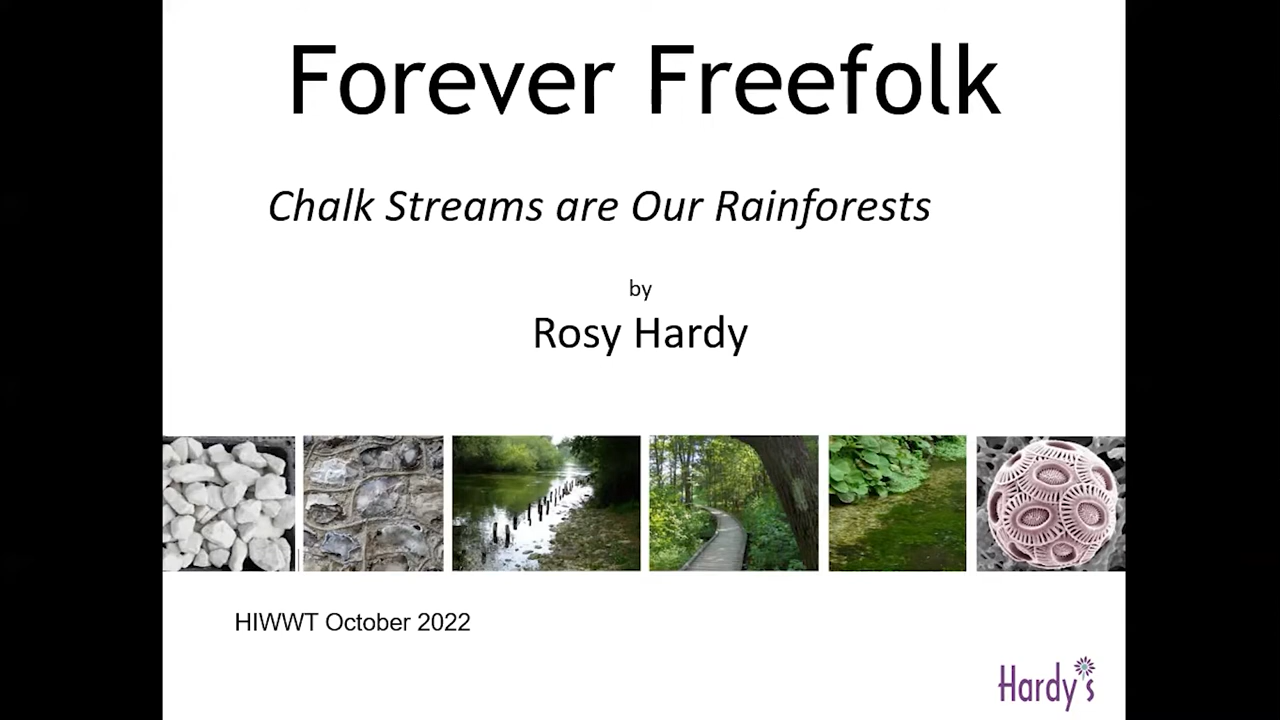 Forever Freefolk
Chalk Streams are Our Rainforests
by
Rosy Hardy
HIWWT October 2022
Hardy's